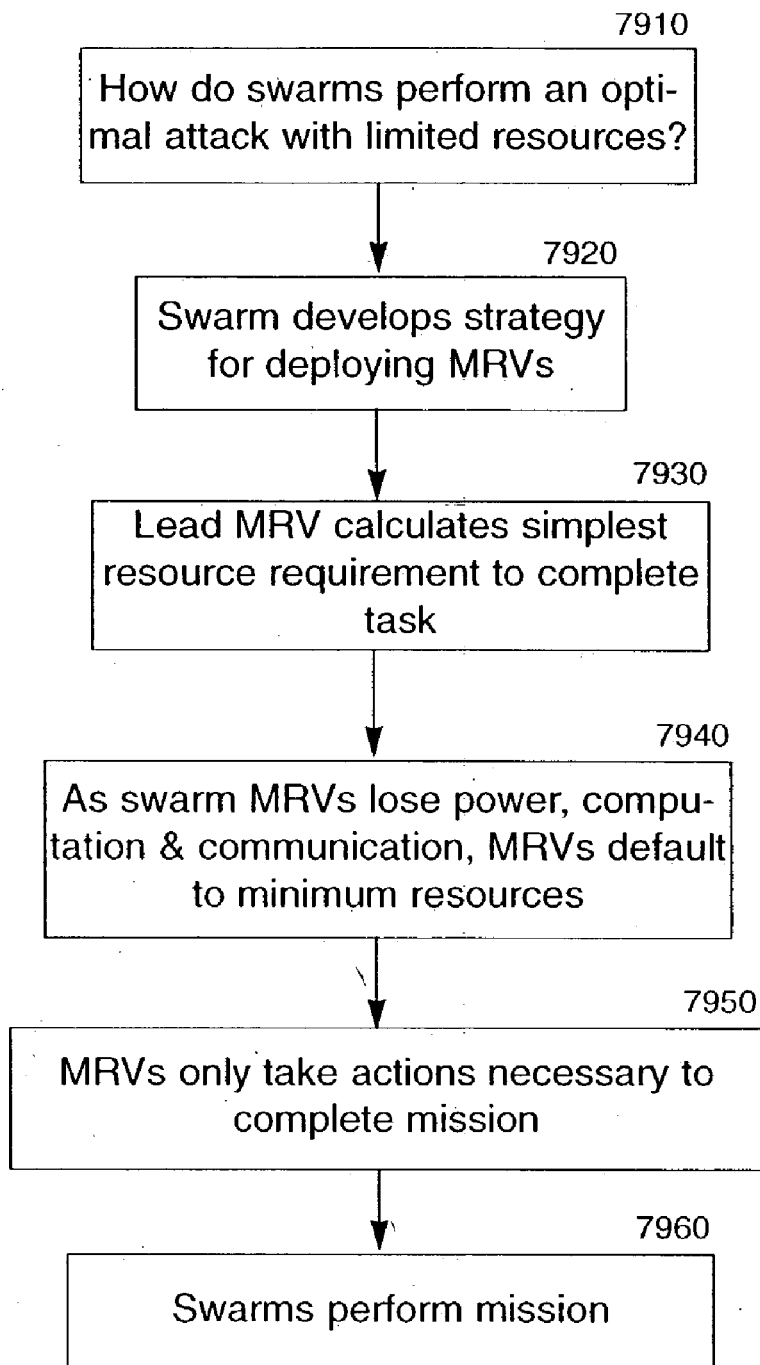 7910
How do swarms perform an opti-
mal attack with limited resources?
7920
Swarm develops strategy
for deploying MRVs
7930
Lead MRV calculates simplest
resource requirement to complete
task
7940
As swarm MRVs lose power, compu-
tation & communication, MRVs default
to minimum resources
7950
MRVs only take actions necessary to
complete mission
7960
Swarms perform mission